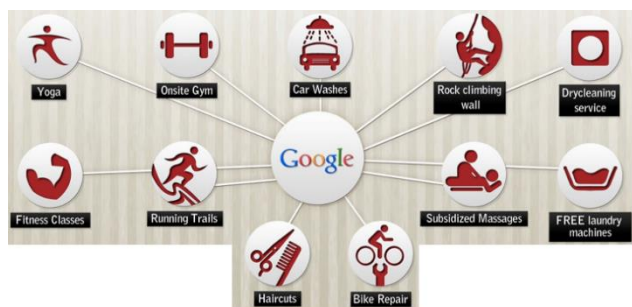 Yoga
Onsite Gym
Car Washes
Rock climbing
wall
Drycleaning
service
Google
Fitness Classes
Running Trails
Subsidized Massages
FREE laundry
machines
Haircuts
Bike Repair